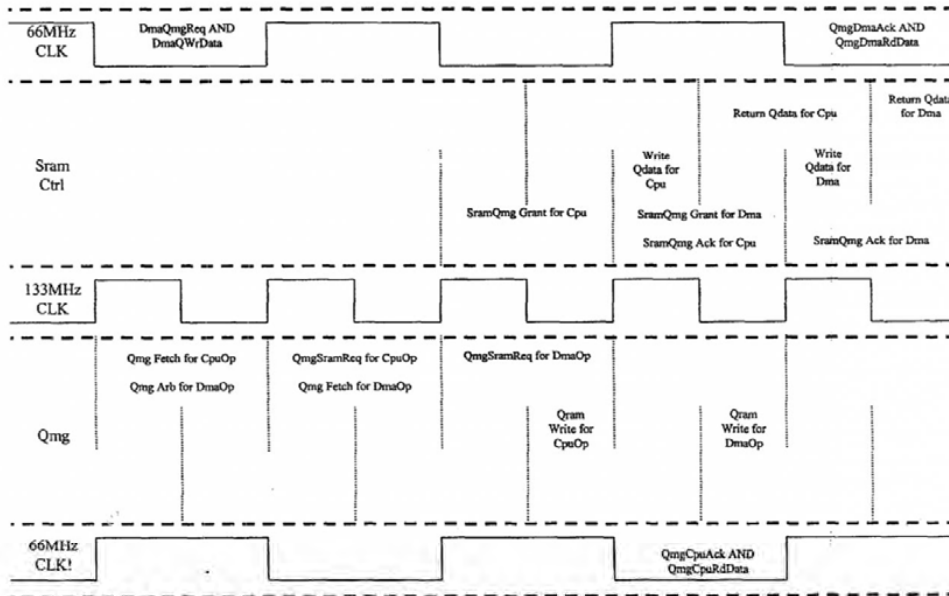 66MHz
CLK
DmaQmgReq AND
DmaQWrData
QmgDmaAck AND
QmgDmaRdData
Sram
Ctrl
Return Qdata for Cpu
Return Qdata
for Dma
Write
Qdata for
Cpu
Write
Qdata for
Dma
SramQmg Grant for Cpu
SramQmg Grant for Dma
SramQmg Ack for Cpu
SramQmg Ack for Dma
133MHz
CLK
Qmg
Qmg Fetch for CpuOp
Qmg Arb for DmaOp
QmgSramReq for CpuOp
Qmg Fetch for DmaOp
QmgSramReq for DmaOp
Qram
Write for
CpuOp
Qram
Write for
DmaOp
66MHz
CLK!
QmgCpuAck AND
QmgCpuRdData